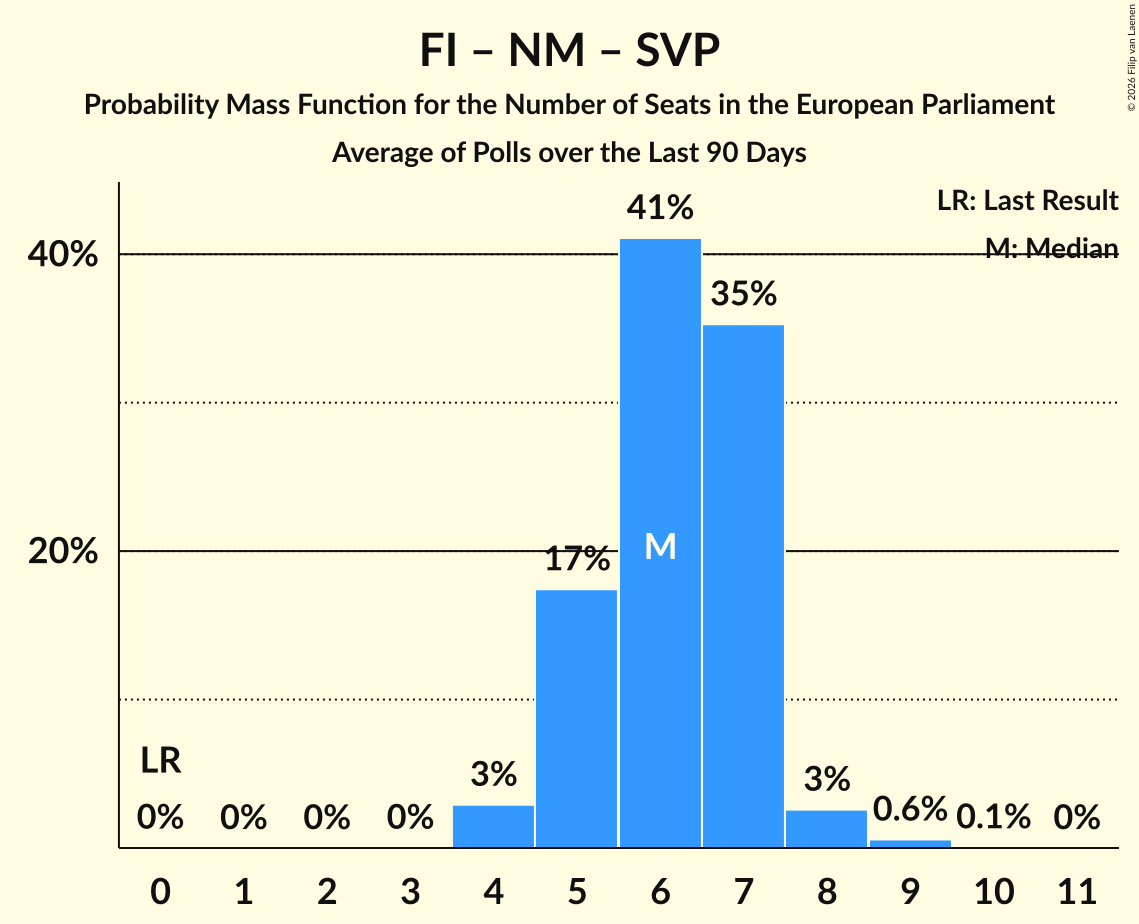 FI – NM – SVP
Probability Mass Function for the Number of Seats in the European Parliament
Average of Polls over the Last 90 Days
© 2026 Filip van Laenen
LR: Last Result
M: Median
40%
20%
41%
35%
17%
M
LR
0%
0%
0%
0%
3%
3%
0.6%
0.1%
0%
0 1 2 3 4 5 6 7 8 9 10 11